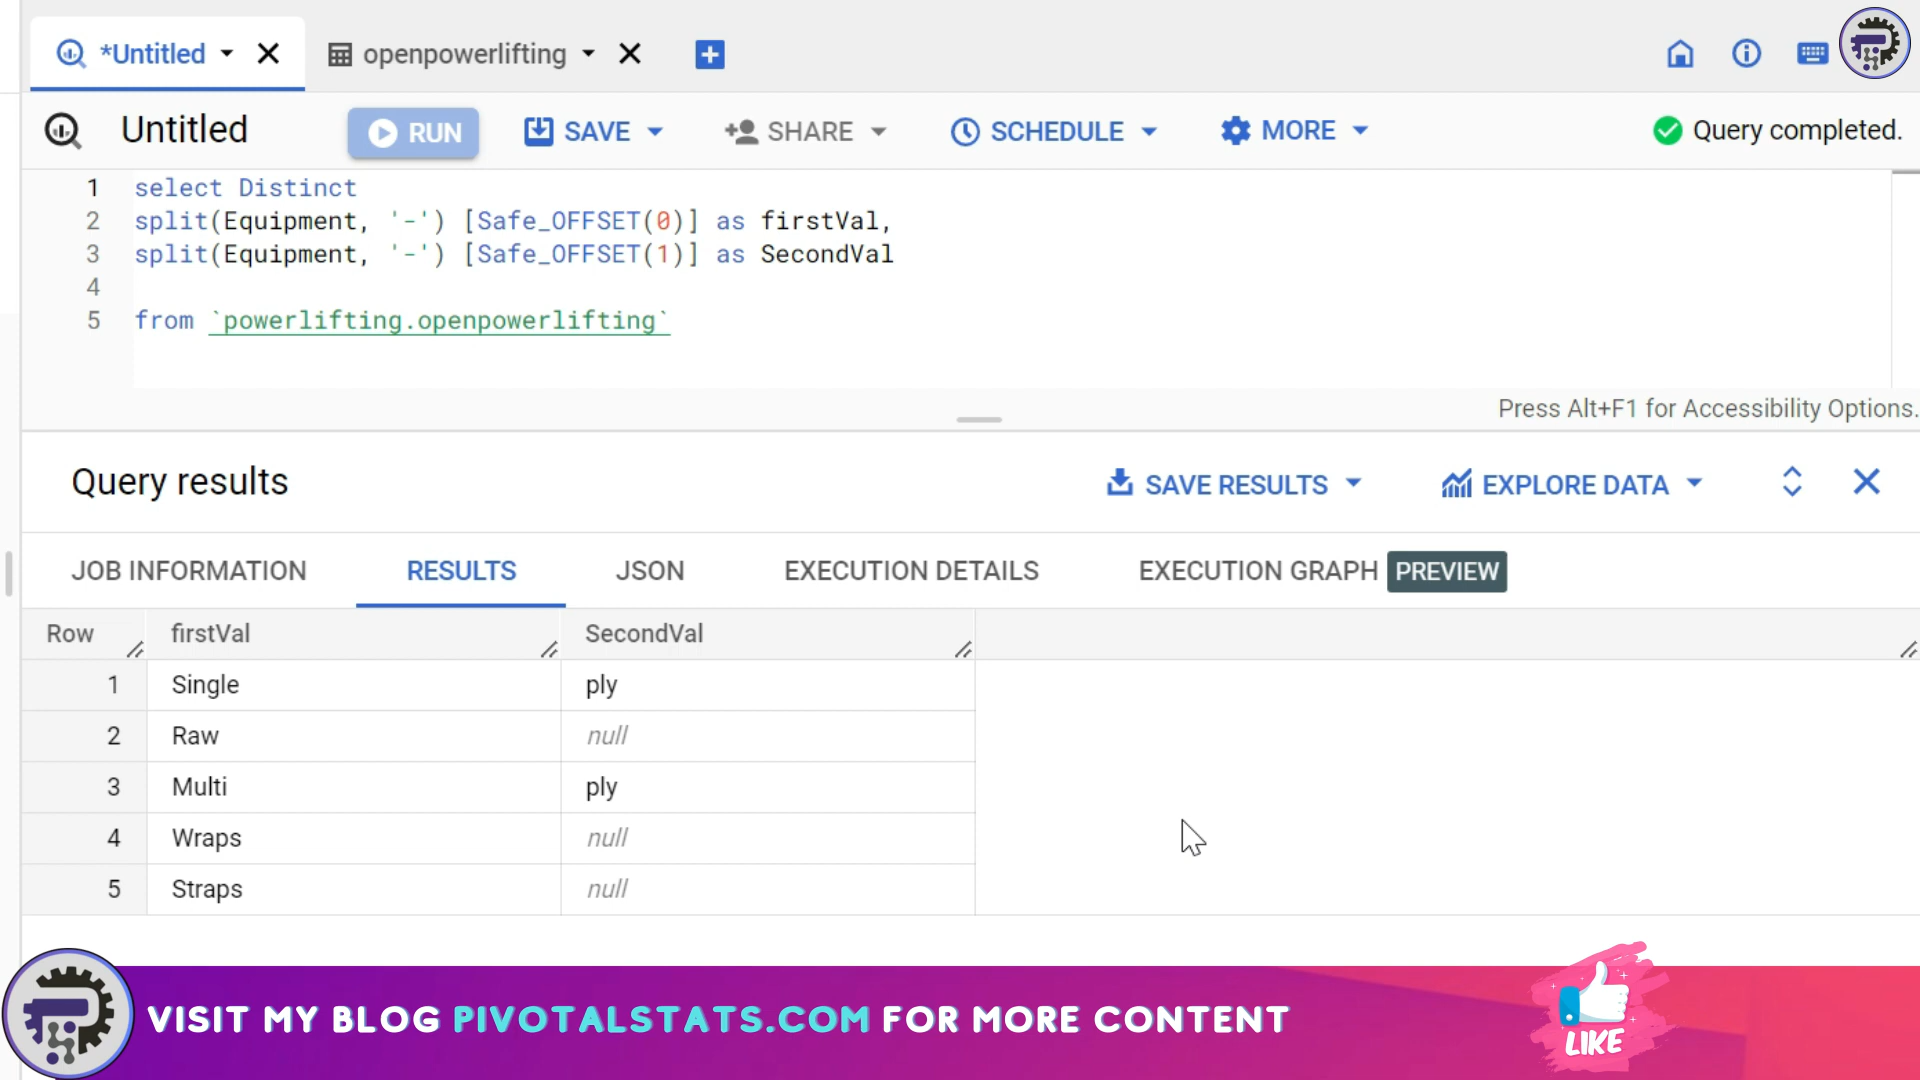 *Untitled
openpowerlifting
Untitled
RUN
SAVE
SHARE
SCHEDULE
MORE
Query completed.
1 select Distinct
2 split(Equipment, '-') [Safe_OFFSET(0)] as firstVal,
3 split(Equipment, '-') [Safe_OFFSET(1)] as SecondVal
4
5 from `powerlifting.openpowerlifting`
Press Alt+F1 for Accessibility Options.
Query results
SAVE RESULTS
EXPLORE DATA
JOB INFORMATION
RESULTS
JSON
EXECUTION DETAILS
EXECUTION GRAPH PREVIEW
Row firstVal SecondVal
1 Single ply
2 Raw null
3 Multi ply
4 Wraps null
5 Straps null
VISIT MY BLOG PIVOTALSTATS.COM FOR MORE CONTENT
LIKE